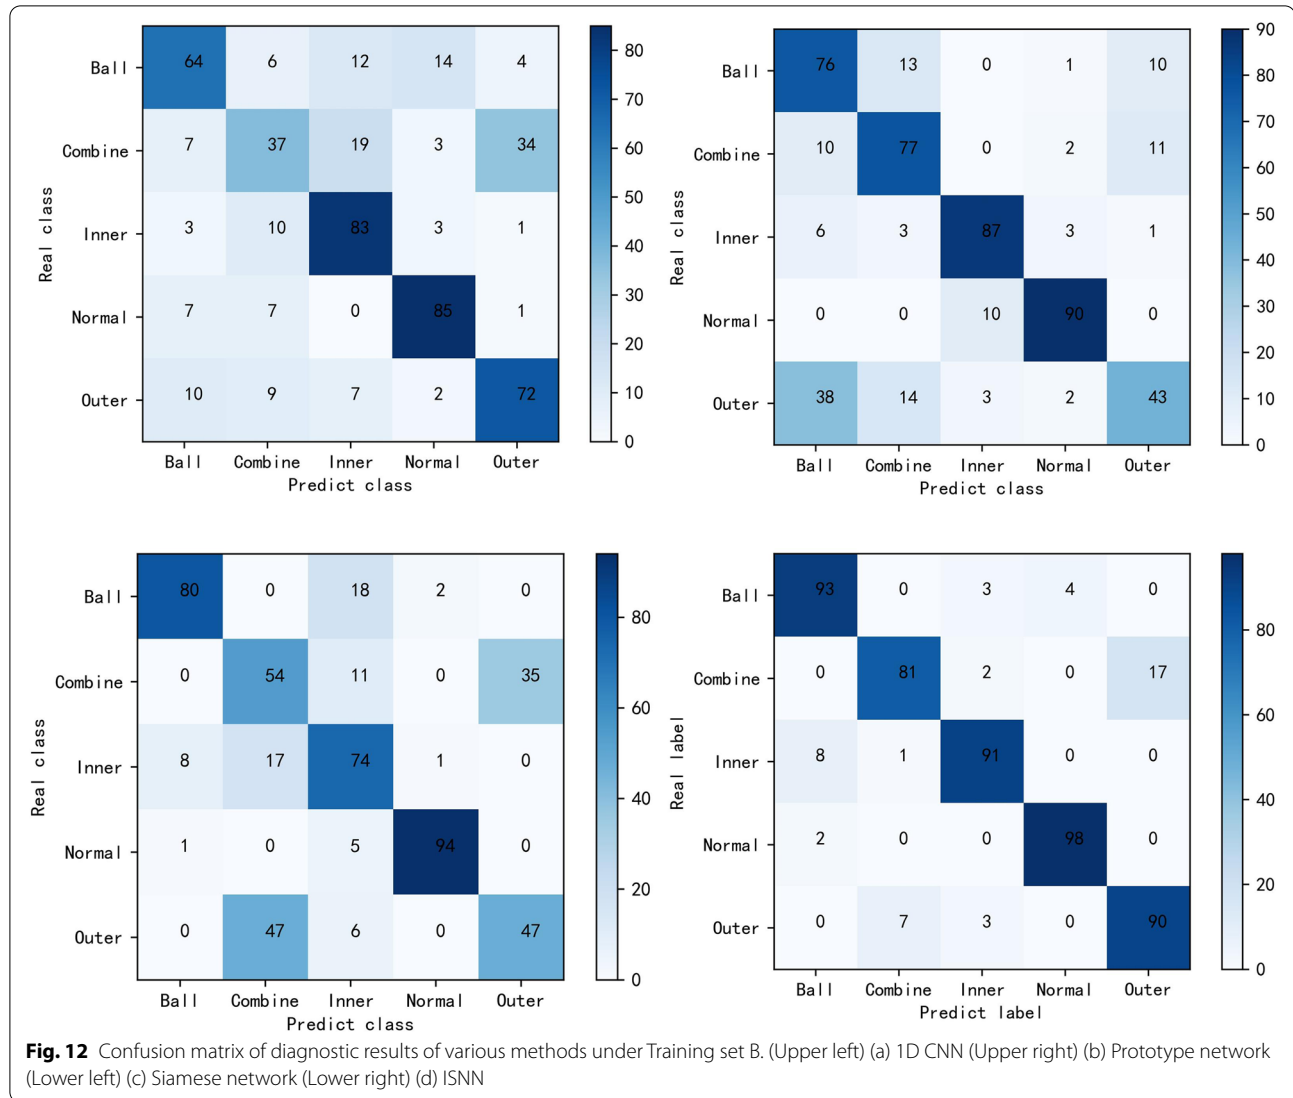 Ball 64 6 12 14 4
Combine 7 37 19 3 34
Inner 3 10 83 3 1
Normal 7 7 0 85 1
Outer 10 9 7 2 72
Ball Combine Inner Normal Outer
Predict class
Real class
80
70
60
50
40
30
20
10
0
Ball 76 13 0 1 10
Combine 10 77 0 2 11
Inner 6 3 87 3 1
Normal 0 0 10 90 0
Outer 38 14 3 2 43
Ball Combine Inner Normal Outer
Predict class
Real class
90
80
70
60
50
40
30
20
10
0
Ball 80 0 18 2 0
Combine 0 54 11 0 35
Inner 8 17 74 1 0
Normal 1 0 5 94 0
Outer 0 47 6 0 47
Ball Combine Inner Normal Outer
Predict class
Real class
80
60
40
20
0
Ball 93 0 3 4 0
Combine 0 81 2 0 17
Inner 8 1 91 0 0
Normal 2 0 0 98 0
Outer 0 7 3 0 90
Ball Combine Inner Normal Outer
Predict label
Real label
80
60
40
20
0
Fig. 12 Confusion matrix of diagnostic results of various methods under Training set B. (Upper left) (a) 1D CNN (Upper right) (b) Prototype network
(Lower left) (c) Siamese network (Lower right) (d) ISNN